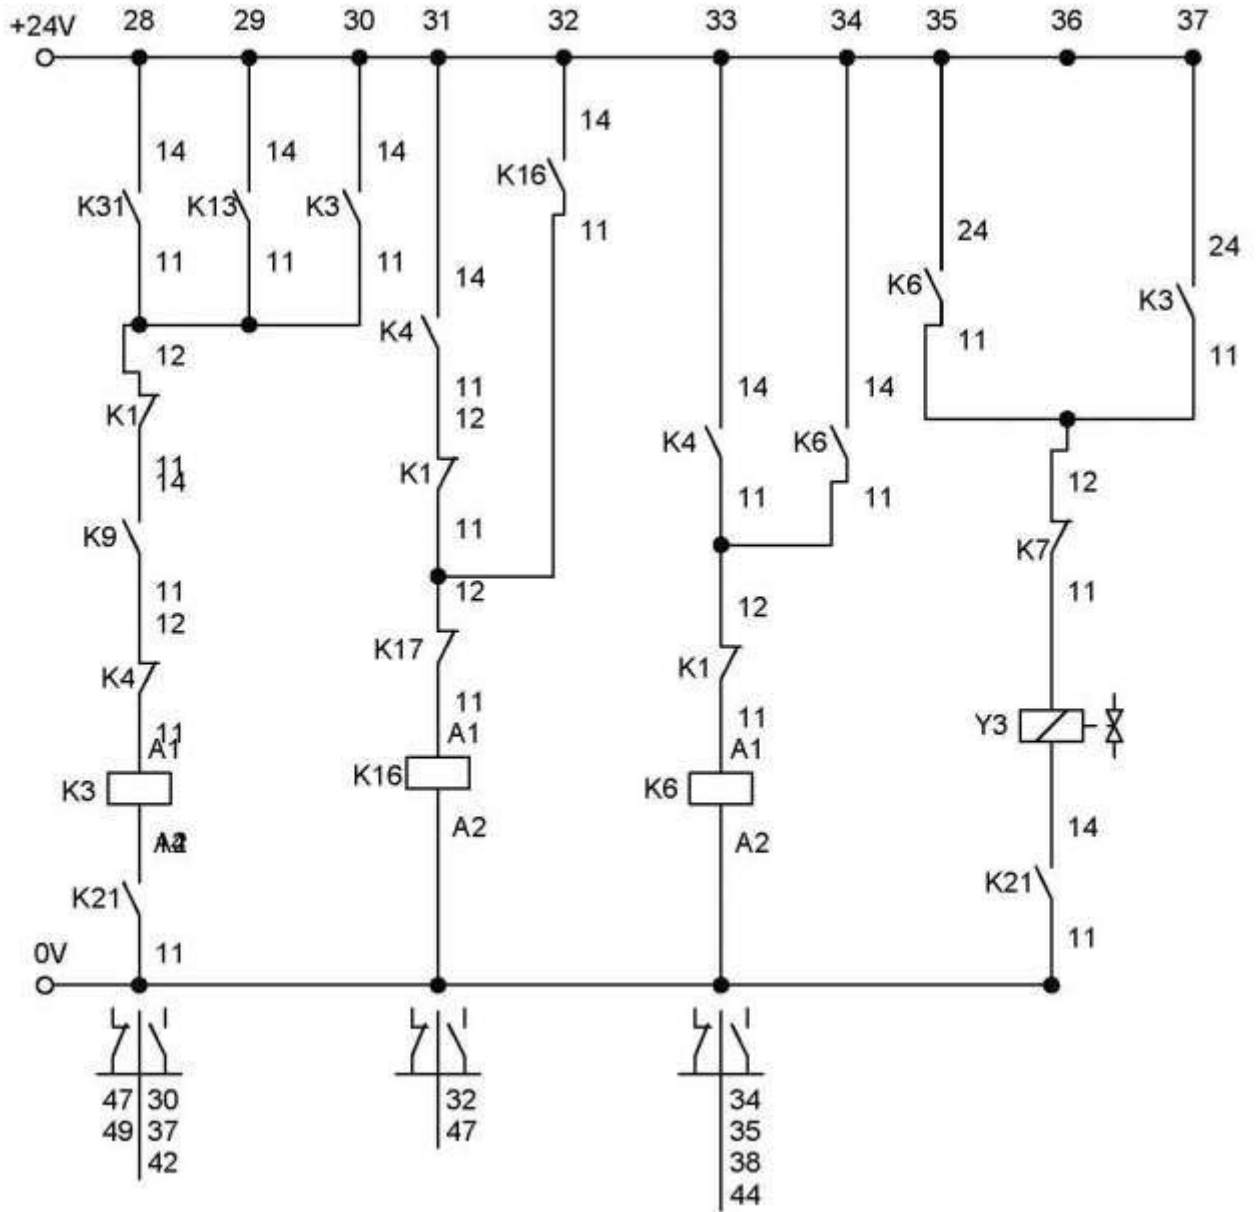 +24V 28 29 30 31 32 33 34 35 36 37
14
14 14 14
K16
K31 K13 K3
11 24
11 11 11 24
14
K6 K3
K4 11 11
12
11 14 14
K1 12
K4 K6
11 K1 12
14 11 11
K9 11 K7
11 12 12 11
12
K17
K4 K1
11 11
11 A1 A1 Y3
A1
K16
K3 K6
A2 14
A2 A2
K21 K21
11 11
0V
47 30 32 34
49 37 47 35
42 38
44